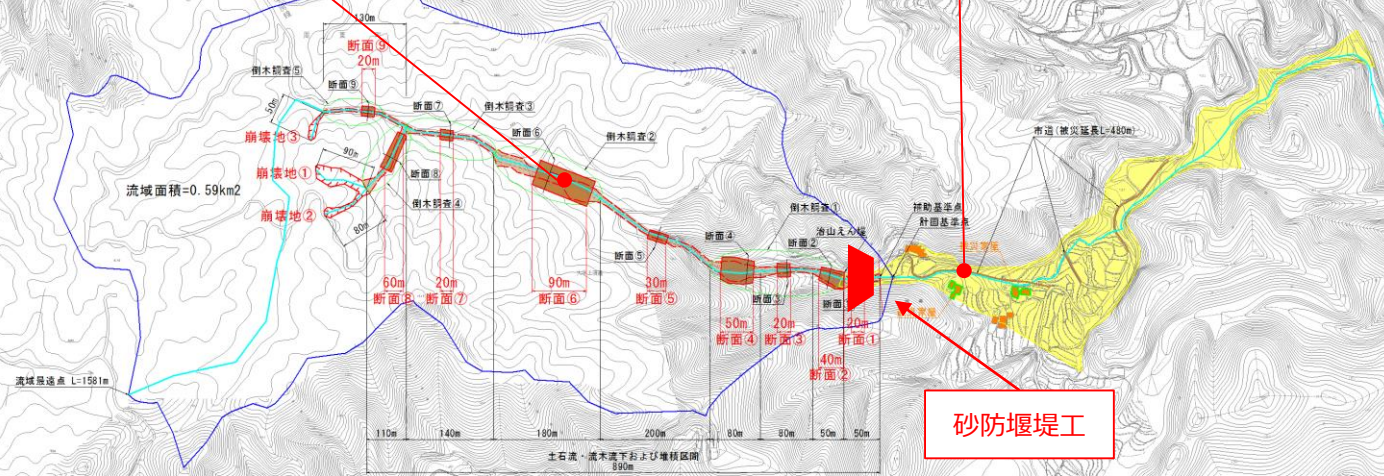 130m
断面⑨
20m
倒木調査⑤
断面⑨
断面⑦
倒木調査③
50m
断面⑥
倒木調査②
市道(被災延長L=480m)
崩壊地③
90m
崩壊地①
断面⑧
流域面積=0.59km2
倒木調査④
崩壊地②
80m
倒木調査①
補助基準点
計画基準点
断面④
断面②
治山えん堤
断面⑤
断面③
60m
断面⑧
20m
断面⑦
90m
断面⑥
30m
断面⑤
50m
断面④
20m
断面③
20m
断面①
40m
断面②
流域最遠点 L=1581m
砂防堰堤工
110m
140m
180m
200m
80m
80m
50m
50m
土石流・流木流下および堆積区間
890m